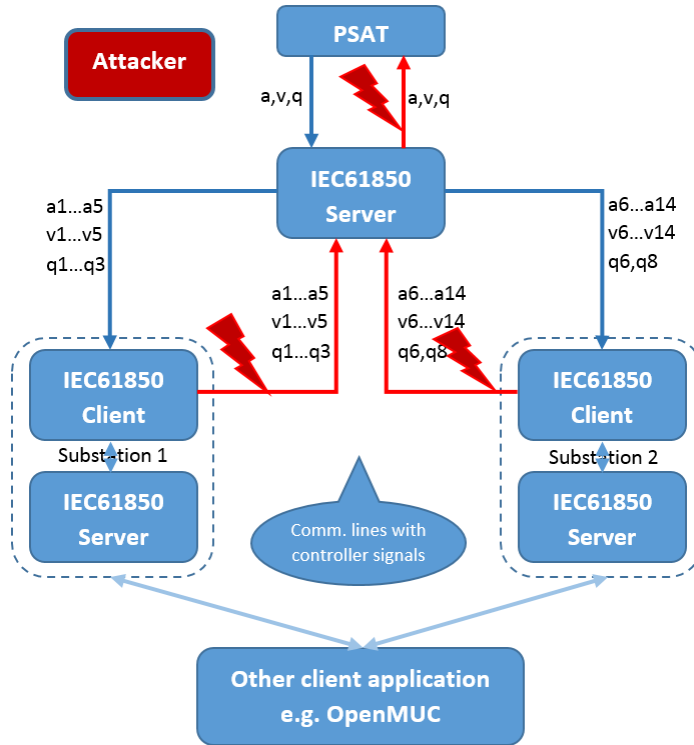 PSAT
Attacker
a,v,q
a,v,q
IEC61850
Server
a1...a5
v1...v5
q1...q3
a6...a14
v6...v14
q6,q8
a1...a5
v1...v5
q1...q3
a6...a14
v6...v14
q6,q8
IEC61850
Client
Substation 1
IEC61850
Server
IEC61850
Client
Substation 2
IEC61850
Server
Comm. lines with
controller signals
Other client application
e.g. OpenMUC